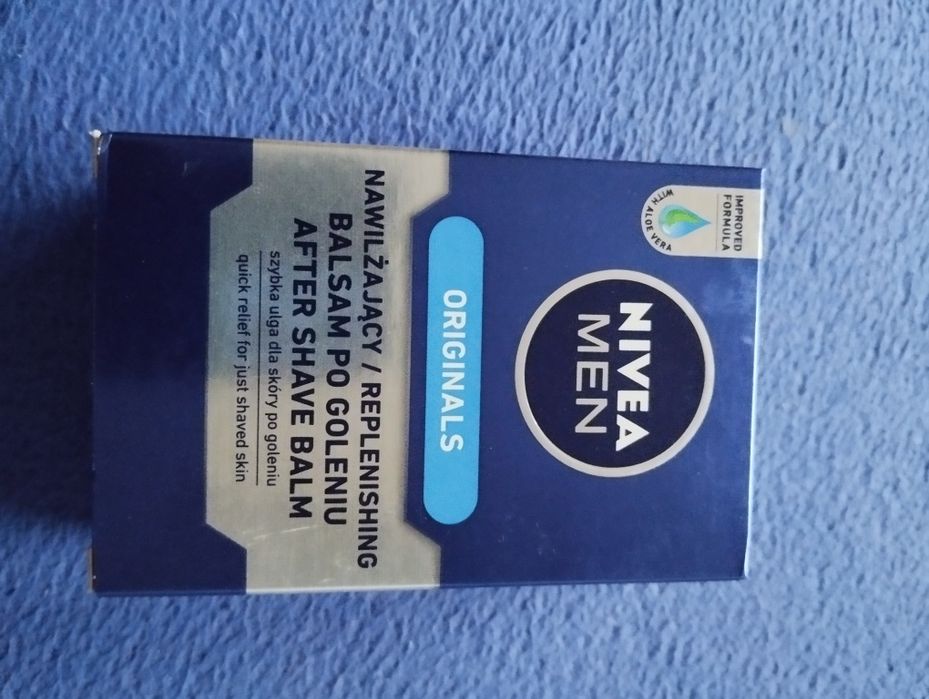 IMPROVED
FORMULA
WITH ALOE VERA
NIVEA
MEN
ORIGINALS
NAWILŻAJĄCY / REPLENISHING
BALSAM PO GOLENIU
AFTER SHAVE BALM
szybka ulga dla skóry po goleniu
quick relief for just shaved skin